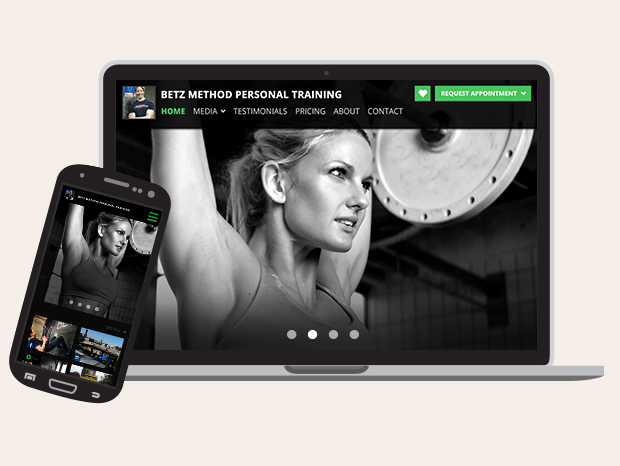 BETZ METHOD PERSONAL TRAINING
HOME MEDIA TESTIMONIALS PRICING ABOUT CONTACT
REQUEST APPOINTMENT
BETZ METHOD PERSONAL TRAINING